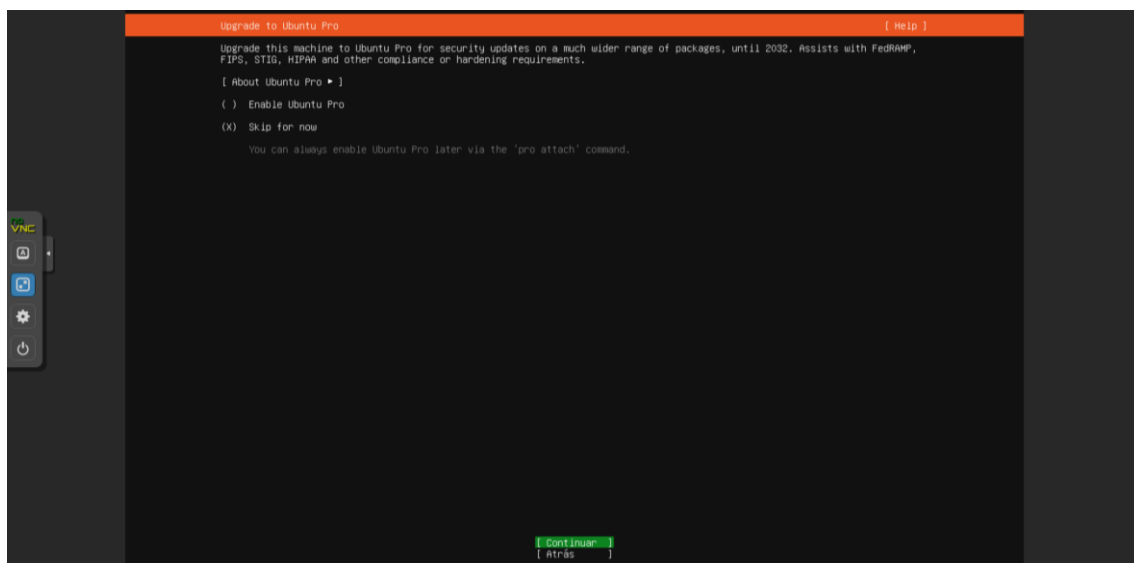 Upgrade to Ubuntu Pro [ Help ]
Upgrade this machine to Ubuntu Pro for security updates on a much wider range of packages, until 2032. Assists with FedRAMP,
FIPS, STIG, HIPAA and other compliance or hardening requirements.
[ About Ubuntu Pro ► ]
( ) Enable Ubuntu Pro
(X) Skip for now
You can always enable Ubuntu Pro later via the 'pro attach' command.
no
VNC
A
[ Continuar ]
[ Atrás ]